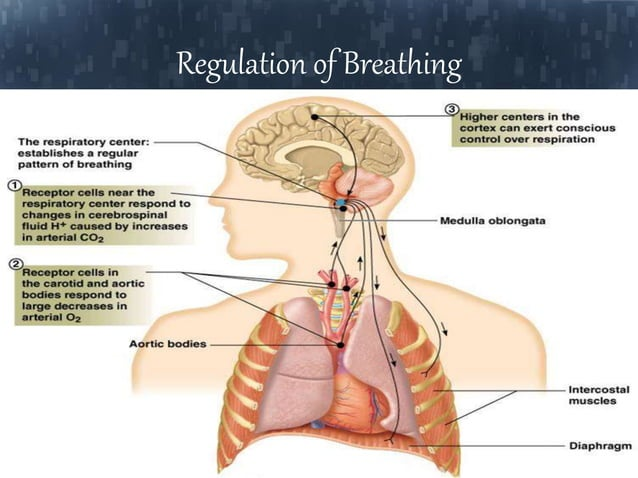 Regulation of Breathing
3
Higher centers in the
cortex can exert conscious
control over respiration
The respiratory center:
establishes a regular
pattern of breathing
1
Receptor cells near the
respiratory center respond to
changes in cerebrospinal
fluid H+ caused by increases
in arterial CO2
Medulla oblongata
2
Receptor cells in
the carotid and aortic
bodies respond to
large decreases in
arterial O2
Aortic bodies
Intercostal
muscles
Diaphragm